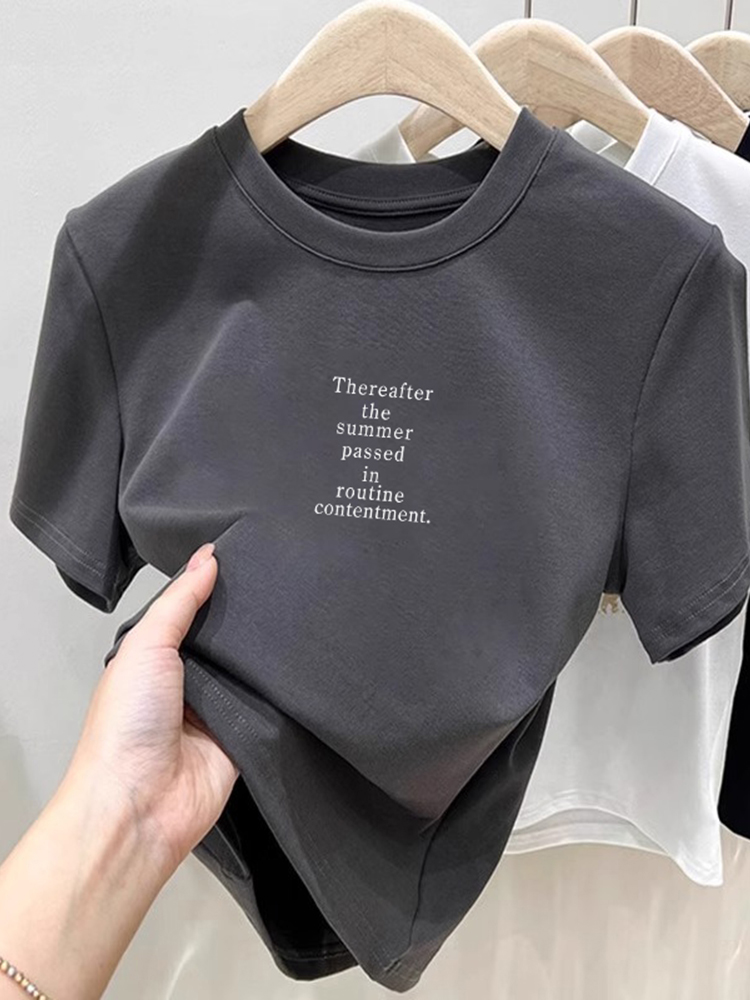 Thereafter
the
summer
passed
in
routine
contentment.